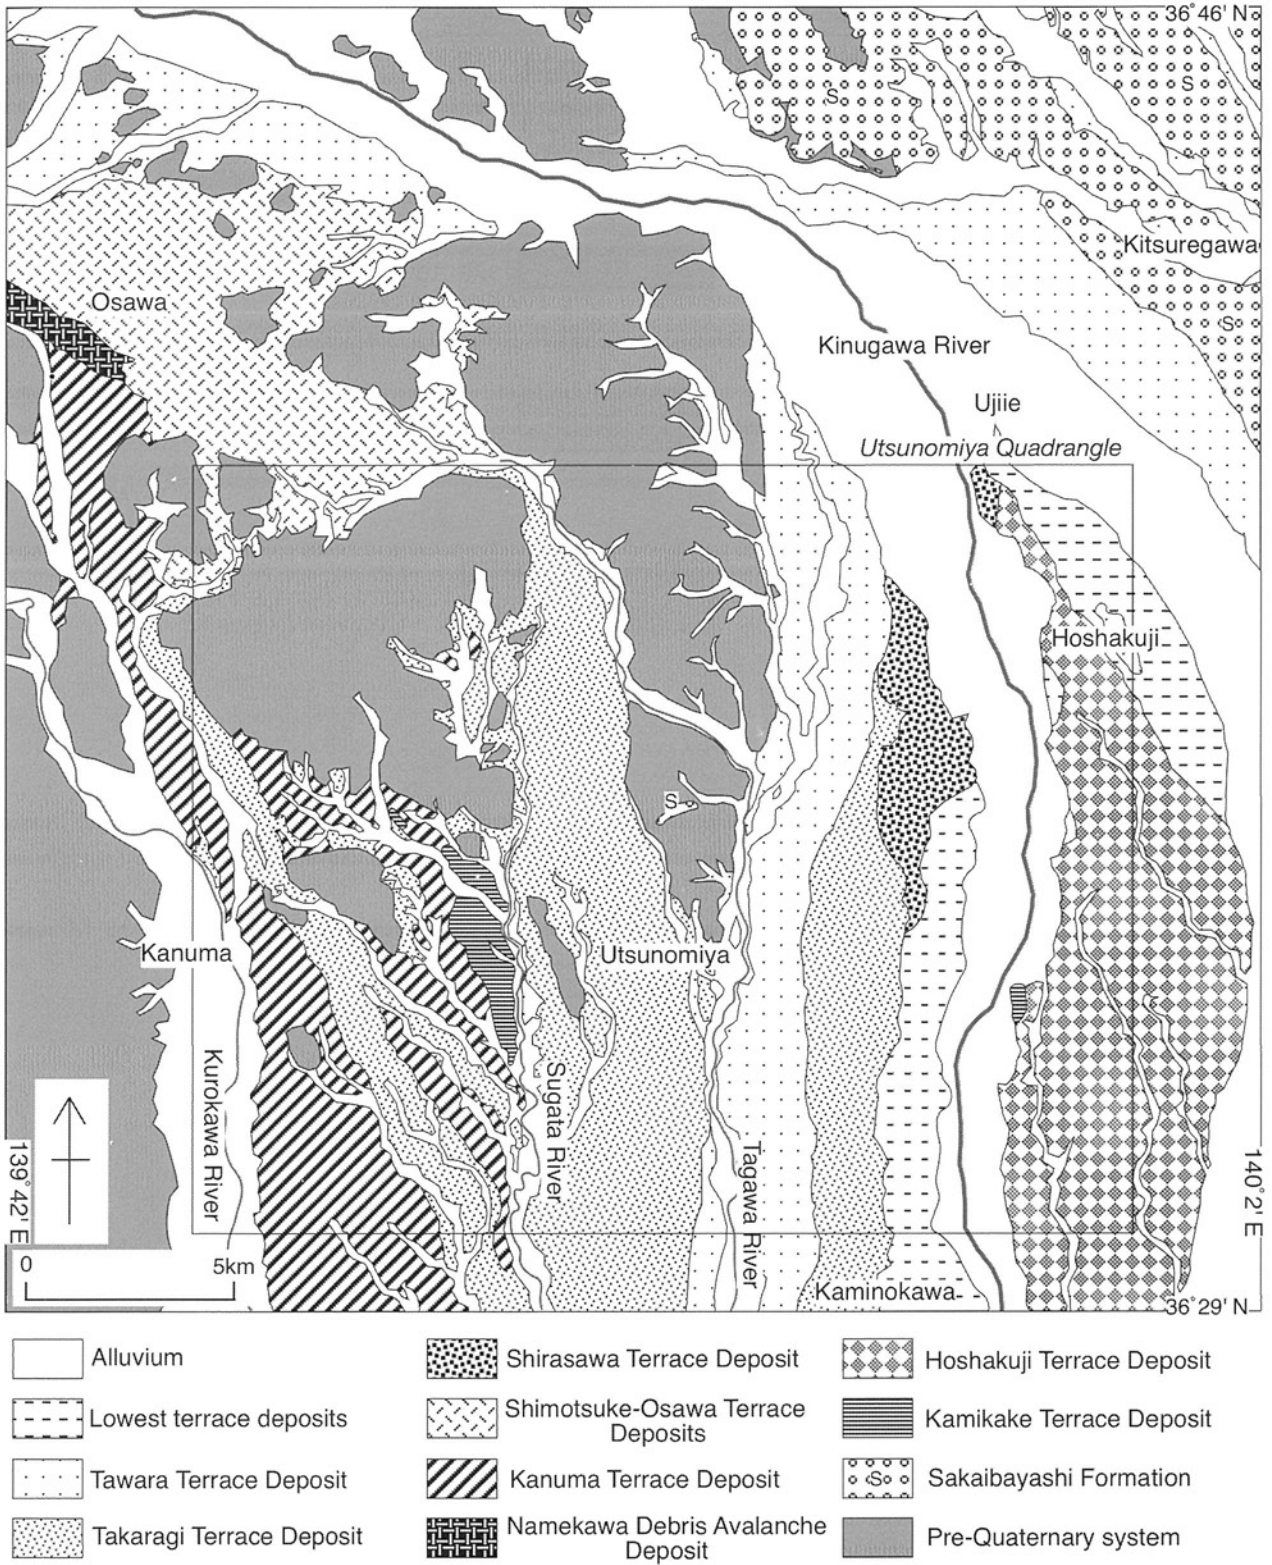 36°46' N
S
S
Kitsuregawa
Osawa
S
Kinugawa River
Ujiie
Utsunomiya Quadrangle
Hoshakuji
S
Kanuma
Utsunomiya
Kurokawa River
Sugata River
Tagawa River
139°42' E
140°2' E
0 5km
Kaminokawa
36°29' N
Alluvium
Shirasawa Terrace Deposit
Hoshakuji Terrace Deposit
Lowest terrace deposits
Shimotsuke-Osawa Terrace
Deposits
Kamikake Terrace Deposit
Tawara Terrace Deposit
Kanuma Terrace Deposit
S
Sakaibayashi Formation
Takaragi Terrace Deposit
Namekawa Debris Avalanche
Deposit
Pre-Quaternary system